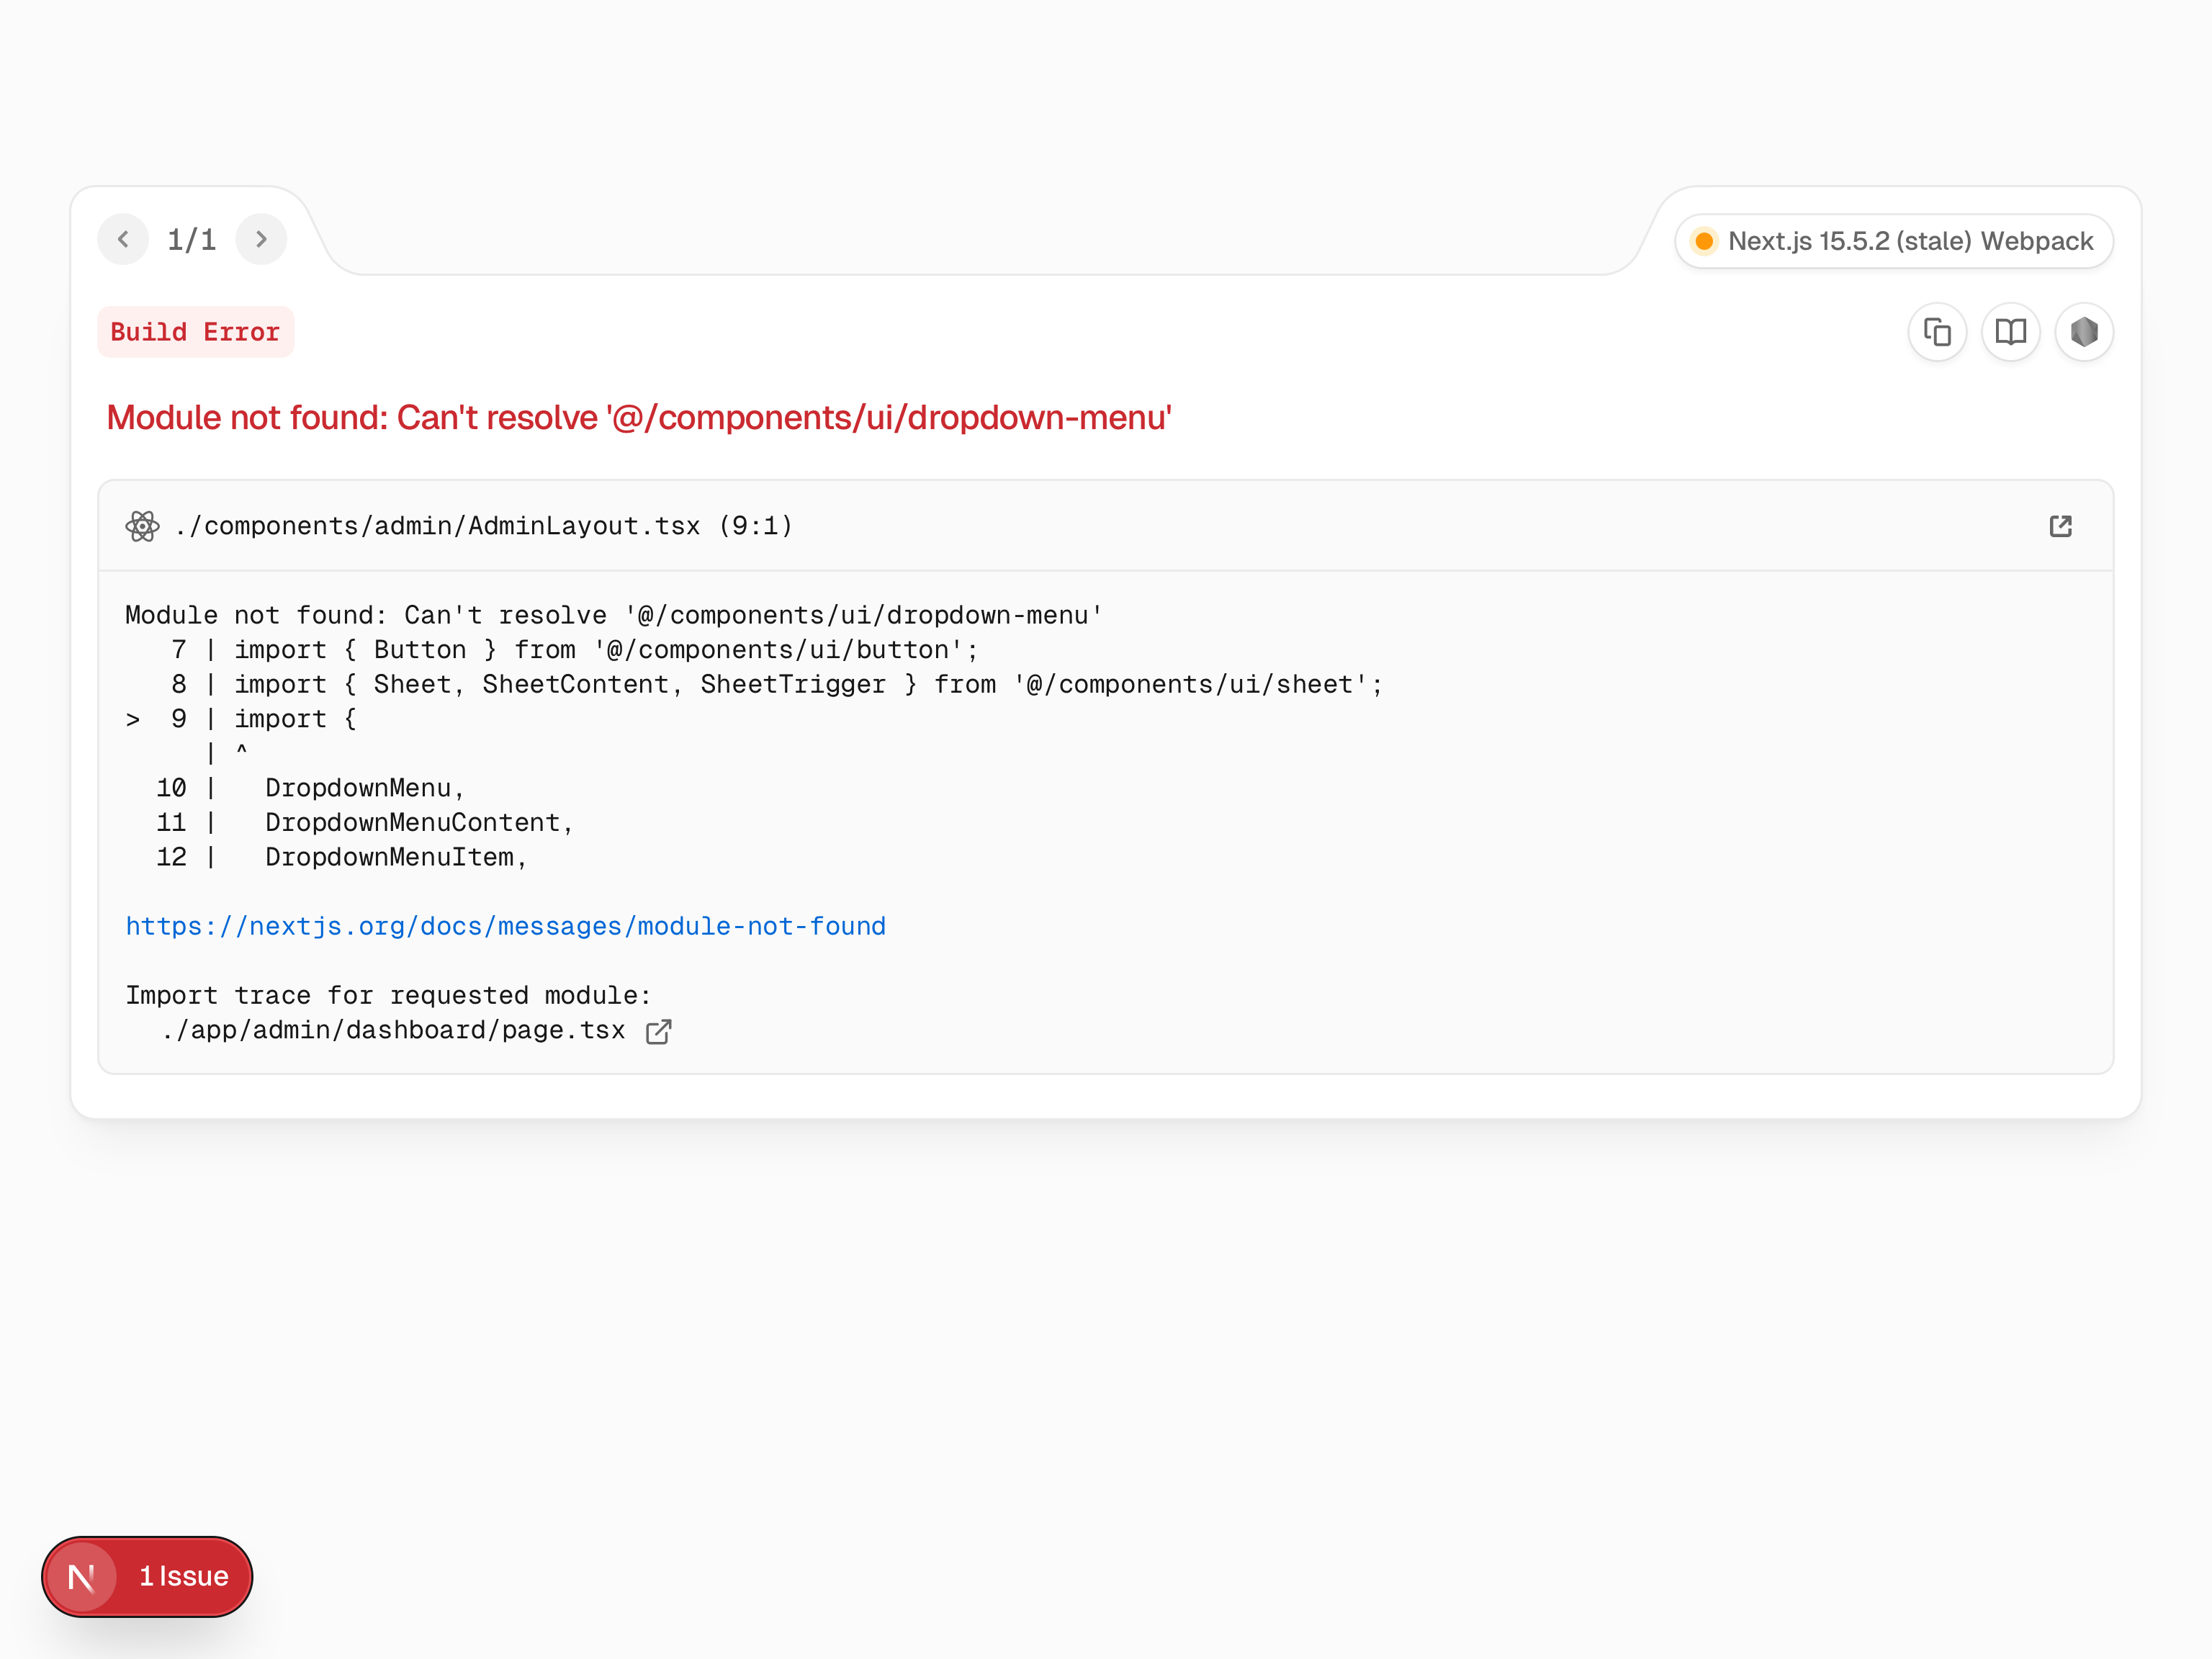 1/1
Next.js 15.5.2 (stale) Webpack
Build Error
Module not found: Can't resolve '@/components/ui/dropdown-menu'
./components/admin/AdminLayout.tsx (9:1)
Module not found: Can't resolve '@/components/ui/dropdown-menu'
   7 | import { Button } from '@/components/ui/button';
   8 | import { Sheet, SheetContent, SheetTrigger } from '@/components/ui/sheet';
>  9 | import {
     | ^
  10 |   DropdownMenu,
  11 |   DropdownMenuContent,
  12 |   DropdownMenuItem,
https://nextjs.org/docs/messages/module-not-found
Import trace for requested module:
./app/admin/dashboard/page.tsx
N 1 Issue